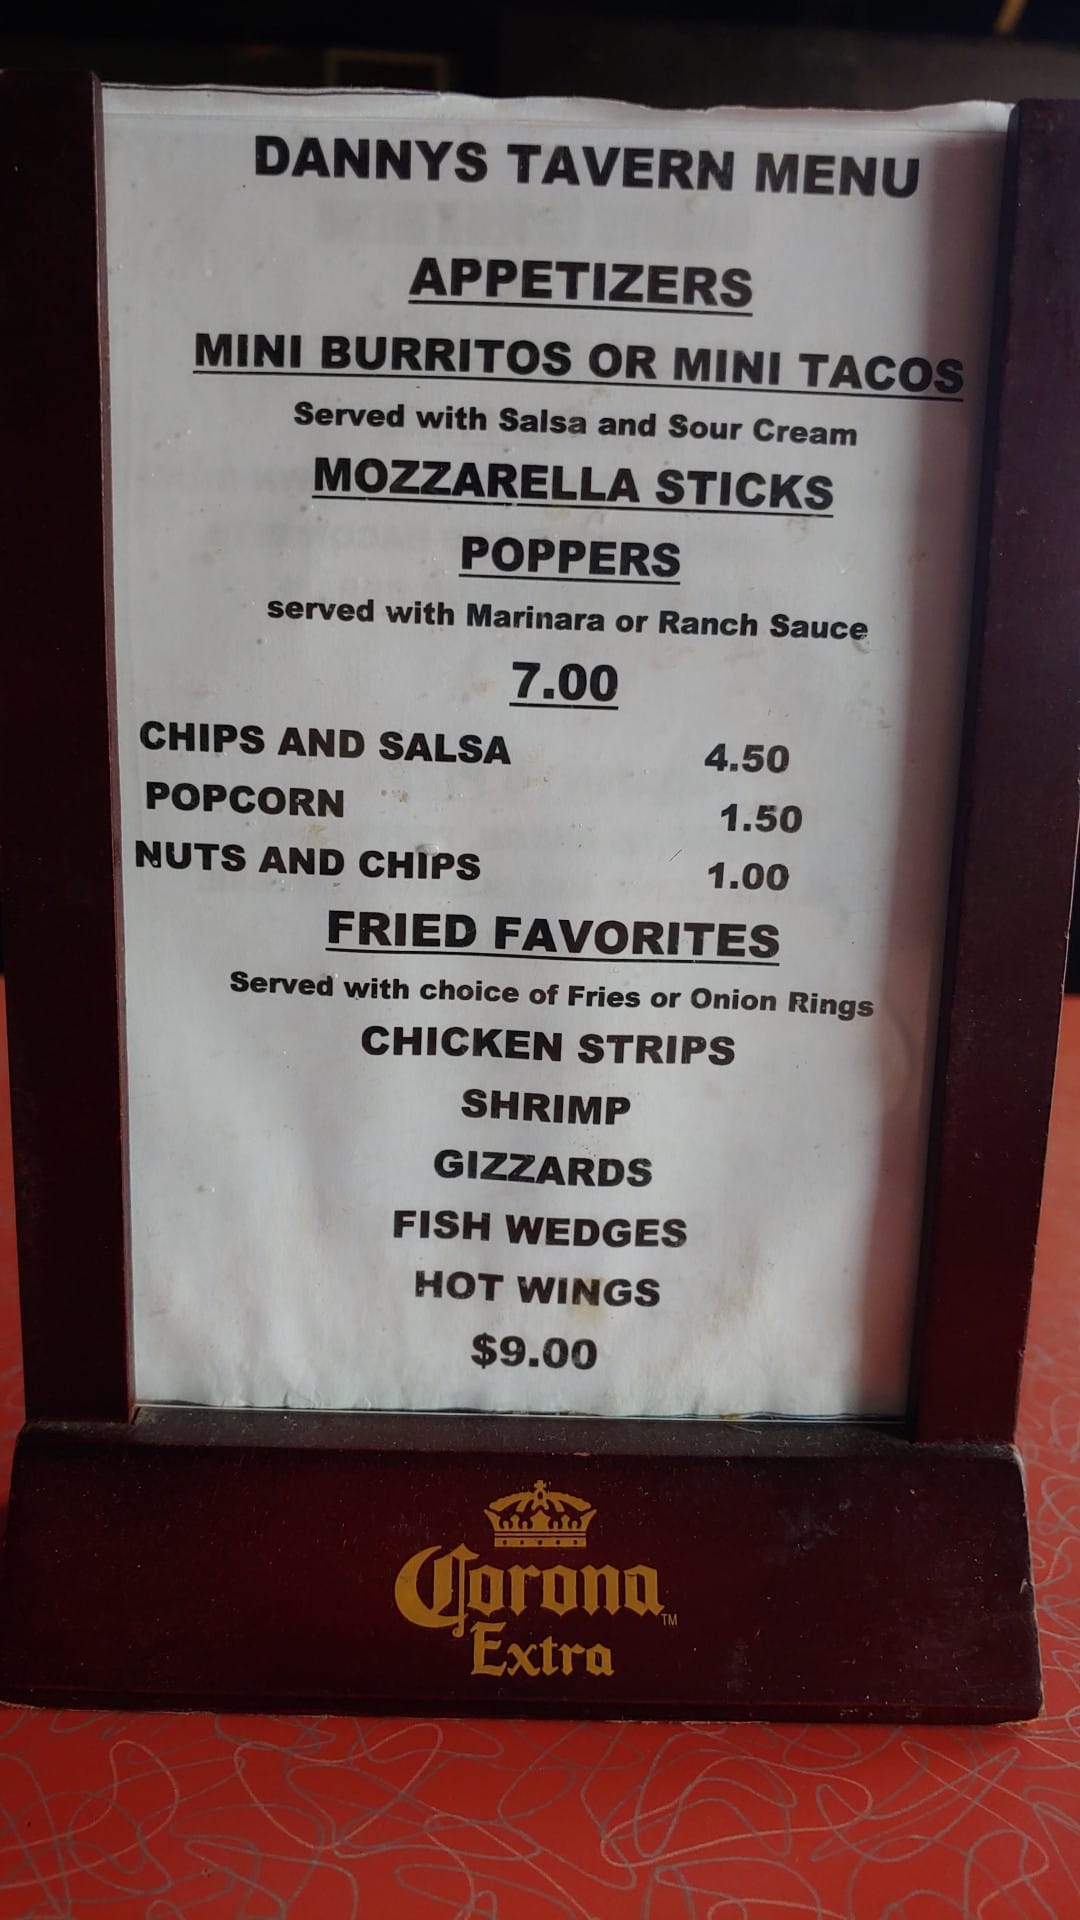 DANNYS TAVERN MENU
APPETIZERS
MINI BURRITOS OR MINI TACOS
Served with Salsa and Sour Cream
MOZZARELLA STICKS
POPPERS
served with Marinara or Ranch Sauce
7.00
CHIPS AND SALSA 4.50
POPCORN 1.50
NUTS AND CHIPS 1.00
FRIED FAVORITES
Served with choice of Fries or Onion Rings
CHICKEN STRIPS
SHRIMP
GIZZARDS
FISH WEDGES
HOT WINGS
$9.00
Corona TM
Extra